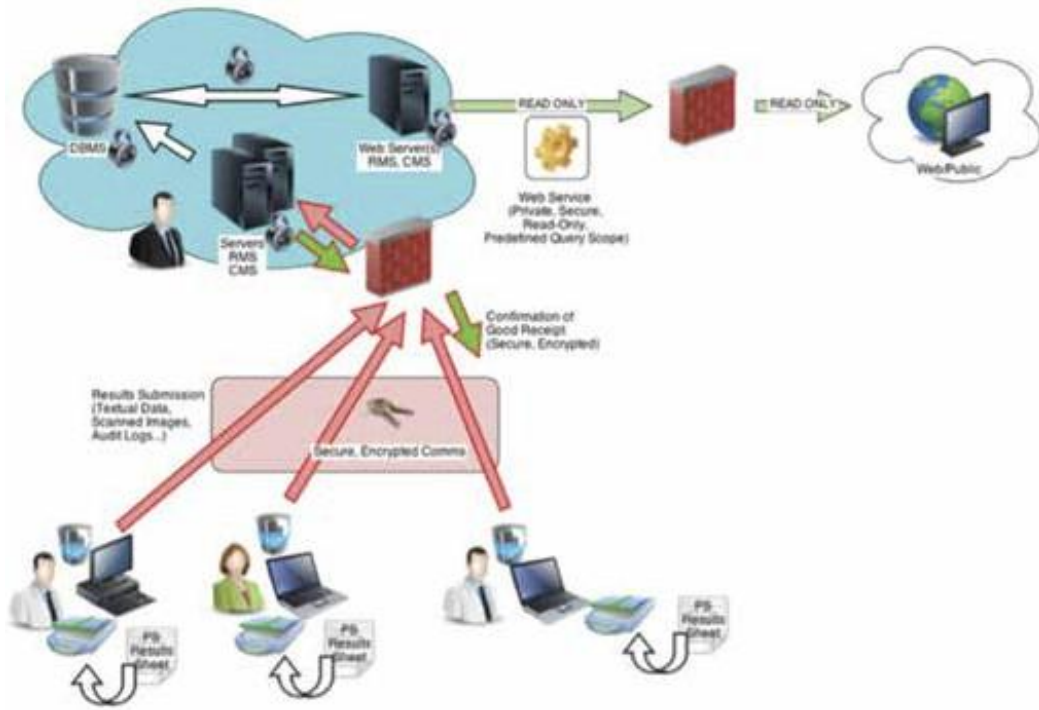 DBMS
Web Server(s)
RMS, CMS
READ ONLY
READ ONLY
Web/Public
Web Service
(Private, Secure,
Read-Only,
Predefined Query Scope)
Servers
RMS
CMS
Confirmation of
Good Receipt
(Secure, Encrypted)
Results Submission
(Textual Data,
Scanned Images,
Audit Logs...)
Secure, Encrypted Comms
PS
Results
Sheet
PS
Results
Sheet
PS
Results
Sheet